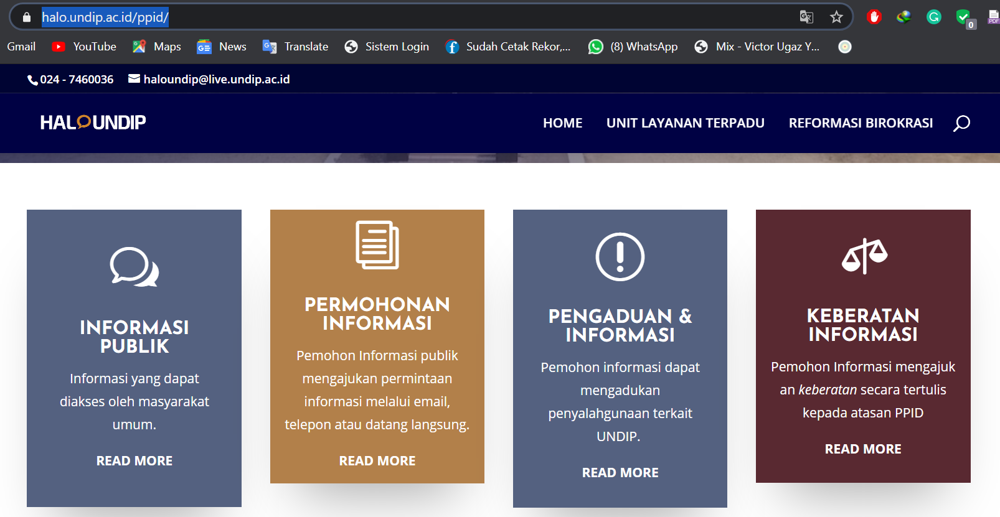 halo.undip.ac.id/ppid/
0
PDF
Gmail YouTube Maps News Translate Sistem Login Sudah Cetak Rekor,... (8) WhatsApp Mix - Victor Ugaz Y...
024 - 7460036 haloundip@live.undip.ac.id
HALO UNDIP
HOME UNIT LAYANAN TERPADU REFORMASI BIROKRASI
INFORMASI
PUBLIK
Informasi yang dapat
diakses oleh masyarakat
umum.
READ MORE
PERMOHONAN
INFORMASI
Pemohon Informasi publik
mengajukan permintaan
informasi melalui email,
telepon atau datang langsung.
READ MORE
PENGADUAN &
INFORMASI
Pemohon informasi dapat
mengadukan
penyalahgunaan terkait
UNDIP.
READ MORE
KEBERATAN
INFORMASI
Pemohon Informasi mengajuk
an keberatan secara tertulis
kepada atasan PPID
READ MORE